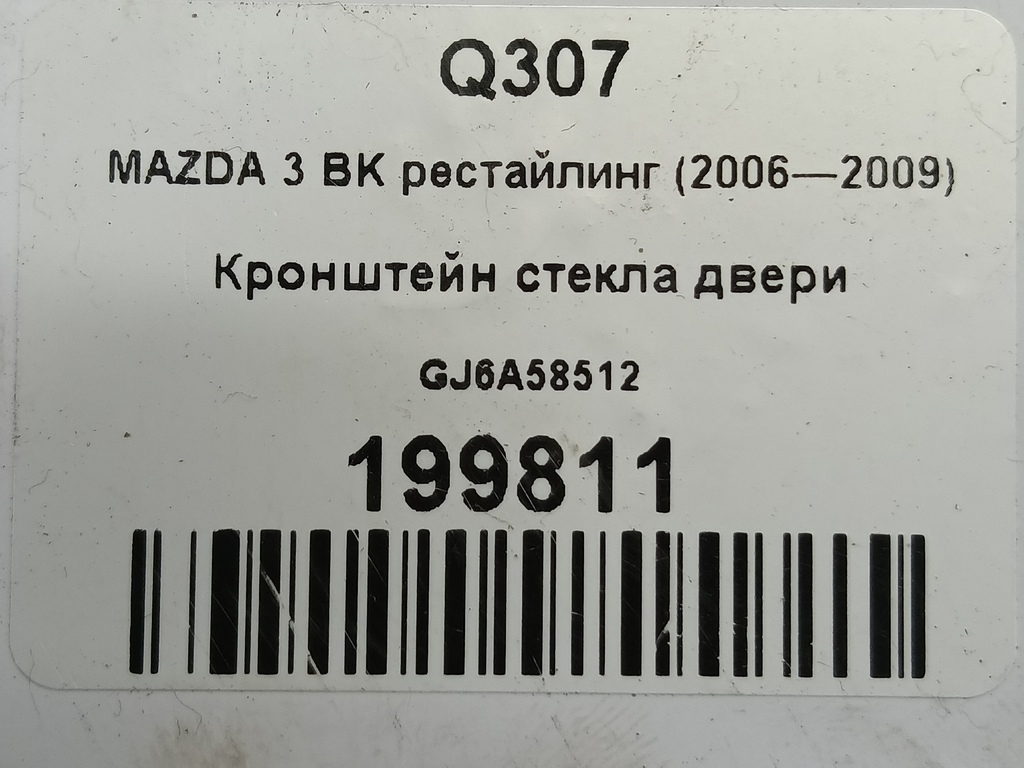 Q307
MAZDA 3 BK рестайлинг (2006—2009)
Кронштейн стекла двери
GJ6A58512
199811